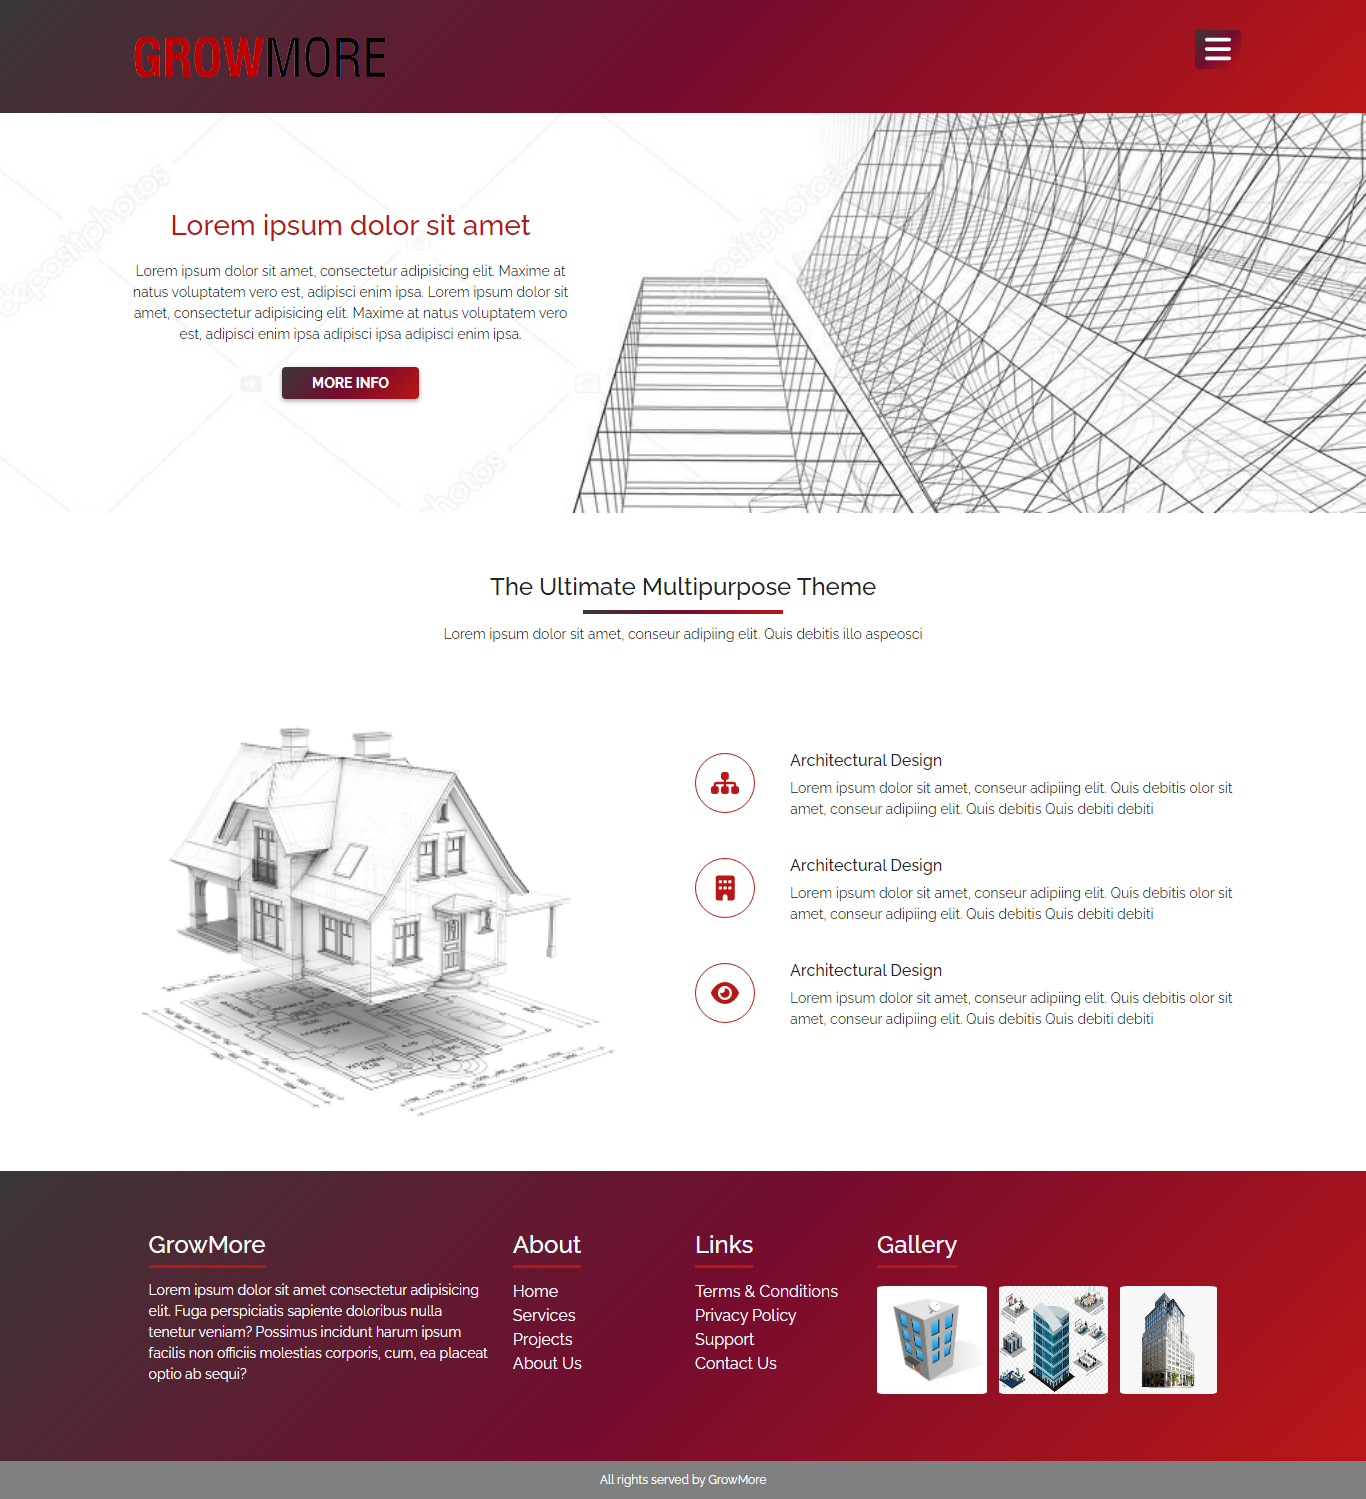 GROWMORE
depositphotos
depositphotos
Lorem ipsum dolor sit amet
Lorem ipsum dolor sit amet, consectetur adipisicing elit. Maxime at
natus voluptatem vero est, adipisci enim ipsa. Lorem ipsum dolor sit
amet, consectetur adipisicing elit. Maxime at natus voluptatem vero
est, adipisci enim ipsa adipisci ipsa adipisci enim ipsa.
MORE INFO
photos
The Ultimate Multipurpose Theme
Lorem ipsum dolor sit amet, conseur adipiing elit. Quis debitis illo aspeosci
Architectural Design
Lorem ipsum dolor sit amet, conseur adipiing elit. Quis debitis olor sit
amet, conseur adipiing elit. Quis debitis Quis debiti debiti
Architectural Design
Lorem ipsum dolor sit amet, conseur adipiing elit. Quis debitis olor sit
amet, conseur adipiing elit. Quis debitis Quis debiti debiti
Architectural Design
Lorem ipsum dolor sit amet, conseur adipiing elit. Quis debitis olor sit
amet, conseur adipiing elit. Quis debitis Quis debiti debiti
KITCHEN
GrowMore
Lorem ipsum dolor sit amet consectetur adipisicing
elit. Fuga perspiciatis sapiente doloribus nulla
tenetur veniam? Possimus incidunt harum ipsum
facilis non officiis molestias corporis, cum, ea placeat
optio ab sequi?
About
Home
Services
Projects
About Us
Links
Terms & Conditions
Privacy Policy
Support
Contact Us
Gallery
All rights served by GrowMore